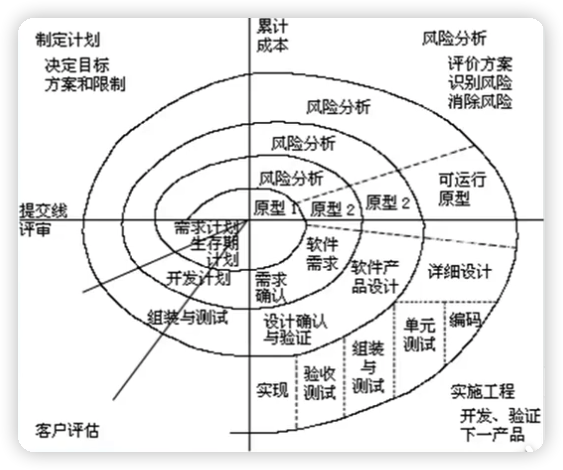 制定计划
决定目标
方案和限制
累计
成本
风险分析
评价方案
识别风险
消除风险
风险分析
风险分析
风险分析
原型 1
原型 2
原型 2
可运行
原型
提交线
评审
需求计划
生存期
计划
开发计划
组装与测试
软件
需求
需求
确认
软件产
品设计
详细设计
设计确认
与验证
实现
验收
测试
组装
与
测试
单元
测试
编码
实施工程
开发、验证
下一产品
客户评估